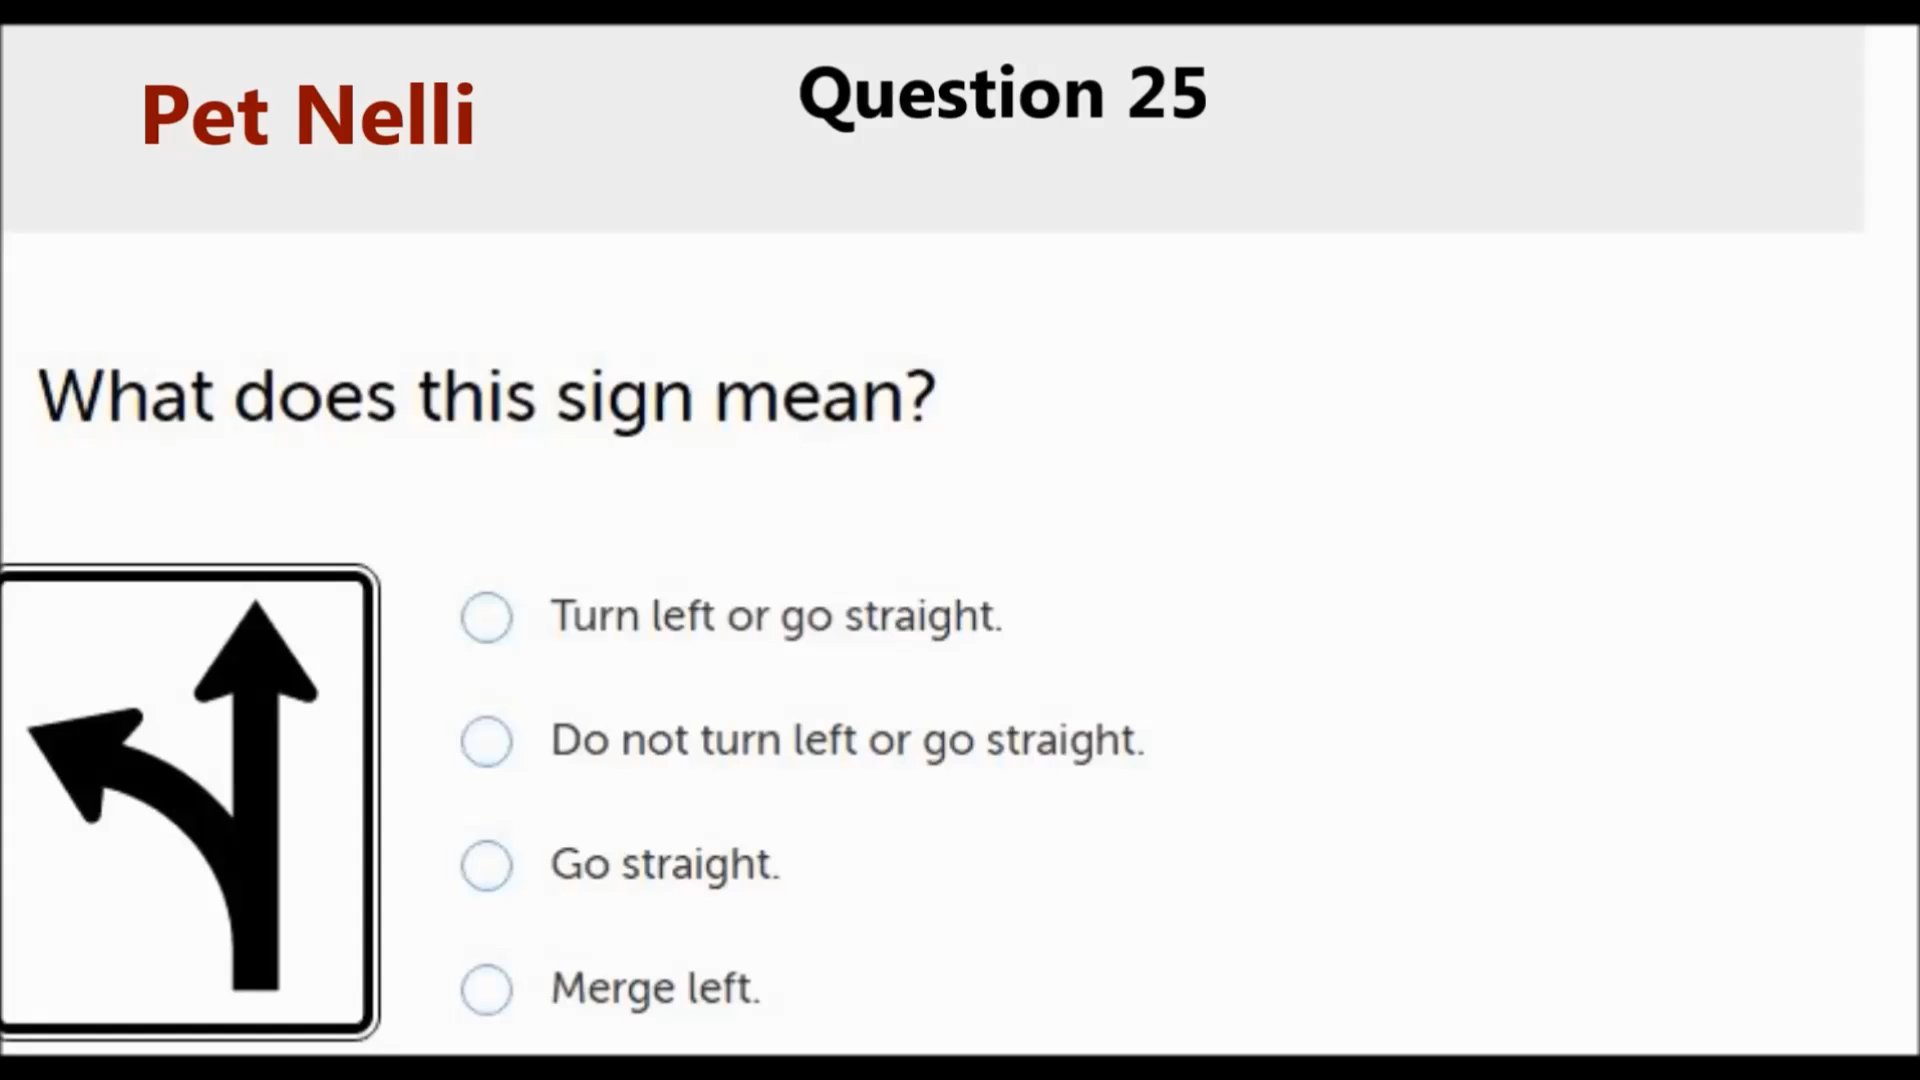 Pet Nelli
Question 25
What does this sign mean?
Turn left or go straight.
Do not turn left or go straight.
Go straight.
Merge left.